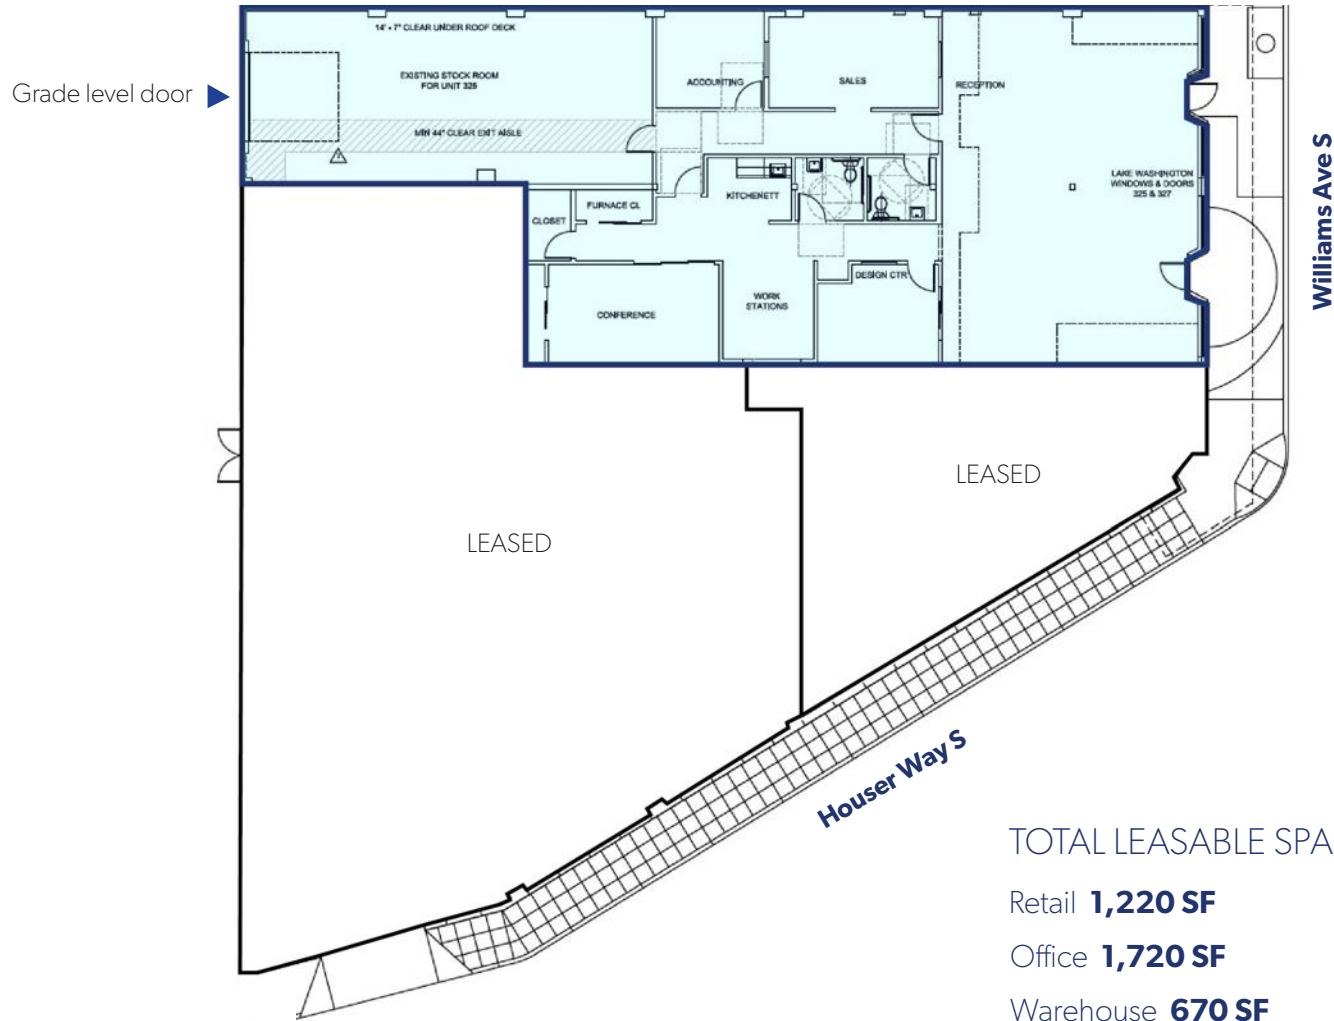 14' - 7" CLEAR UNDER ROOF DECK
Grade level door
EXISTING STOCK ROOM
FOR UNIT 325
MIN 44" CLEAR EXIT AISLE
ACCOUNTING
SALES
RECEPTION
LAKE WASHINGTON
WINDOWS & DOORS
325 & 327
KITCHENETT
CLOSET
FURNACE CL
DESIGN CTR
WORK
STATIONS
CONFERENCE
Williams Ave S
LEASED
LEASED
Houser Way S
TOTAL LEASABLE SPA
Retail 1,220 SF
Office 1,720 SF
Warehouse 670 SF